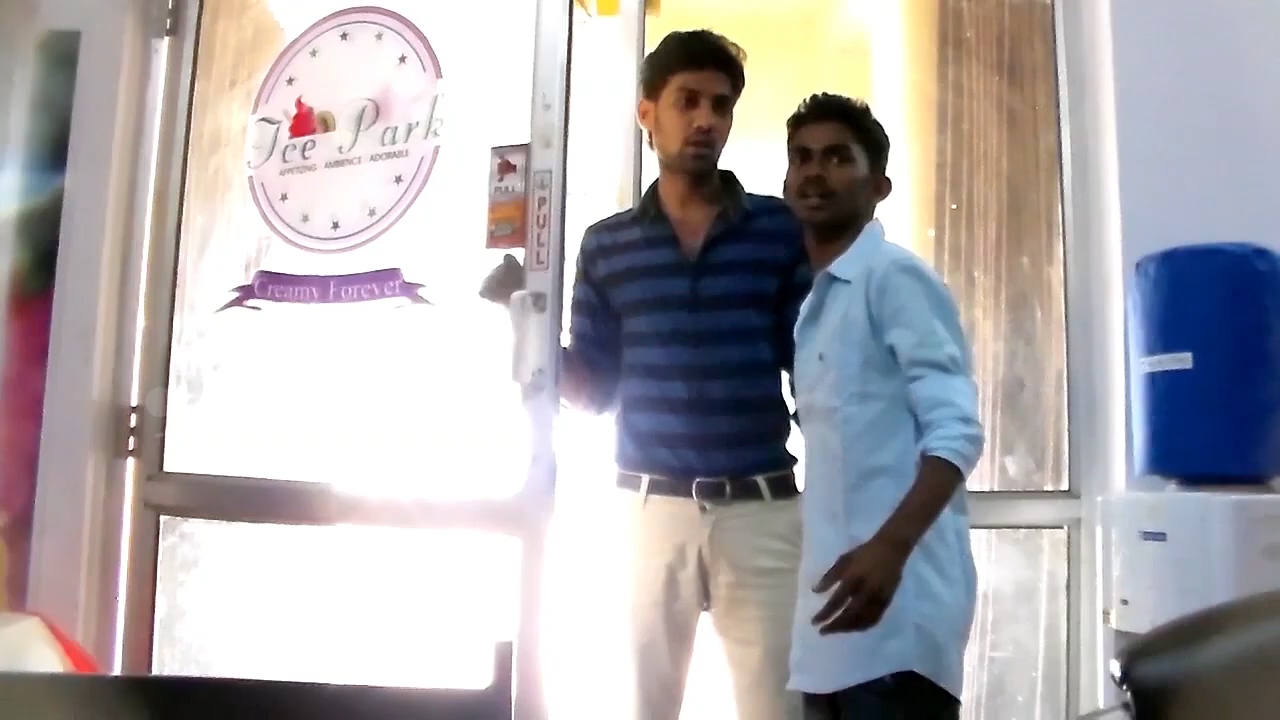 Ice Park
APPETIZING AMBIENCE ADORABLE
Creamy Forever
PULL
PULL